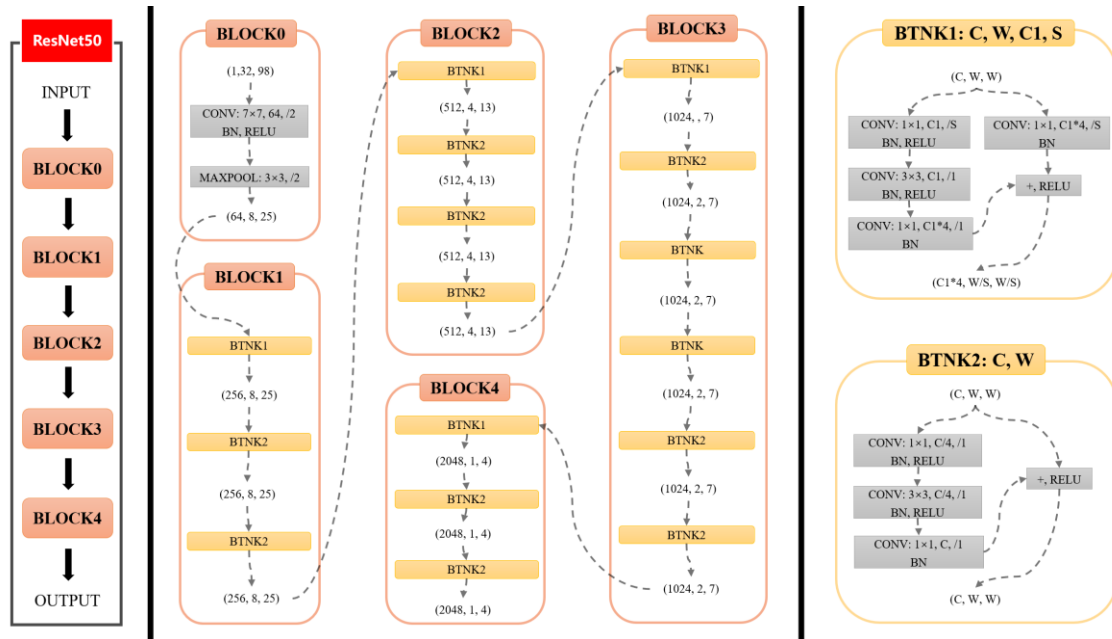 ResNet50
INPUT
BLOCK0
BLOCK1
BLOCK2
BLOCK3
BLOCK4
OUTPUT
BLOCK0
(1,32, 98)
CONV: 7×7, 64, /2
BN, RELU
MAXPOOL: 3×3, /2
(64, 8, 25)
BLOCK1
BTNK1
(256, 8, 25)
BTNK2
(256, 8, 25)
BTNK2
(256, 8, 25)
BLOCK2
BTNK1
(512, 4, 13)
BTNK2
(512, 4, 13)
BTNK2
(512, 4, 13)
BTNK2
(512, 4, 13)
BLOCK3
BTNK1
(1024, , 7)
BTNK2
(1024, 2, 7)
BTNK
(1024, 2, 7)
BTNK
(1024, 2, 7)
BTNK2
(1024, 2, 7)
BTNK2
(1024, 2, 7)
BLOCK4
BTNK1
(2048, 1, 4)
BTNK2
(2048, 1, 4)
BTNK2
(2048, 1, 4)
BTNK1: C, W, C1, S
(C, W, W)
CONV: 1×1, C1, /S
BN, RELU
CONV: 3×3, C1, /1
BN, RELU
CONV: 1×1, C1*4, /1
BN
CONV: 1×1, C1*4, /S
BN
+, RELU
(C1*4, W/S, W/S)
BTNK2: C, W
(C, W, W)
CONV: 1×1, C/4, /1
BN, RELU
CONV: 3×3, C/4, /1
BN, RELU
CONV: 1×1, C, /1
BN
+, RELU
(C, W, W)